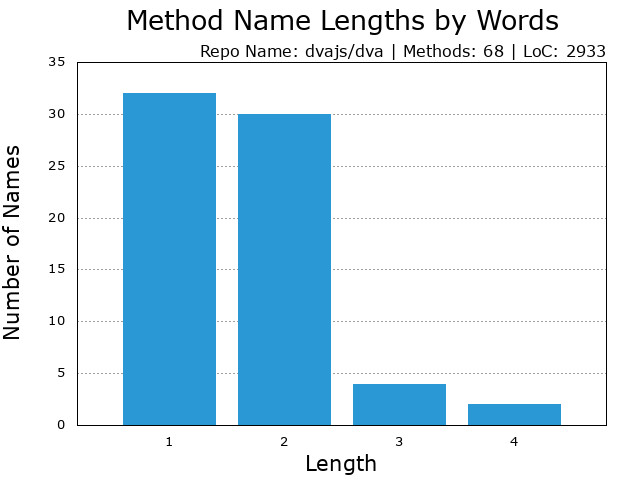 Method Name Lengths by Words
Repo Name: dvajs/dva | Methods: 68 | LoC: 2933
Number of Names
35
30
25
20
15
10
5
0
1 2 3 4
Length